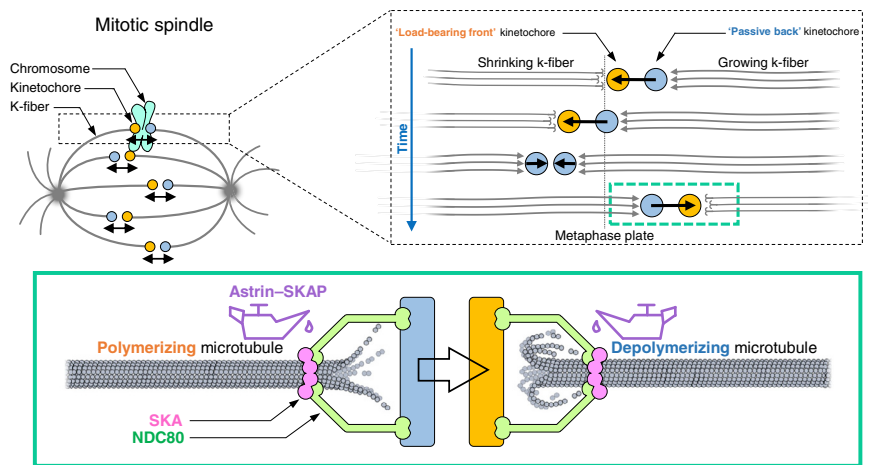 Mitotic spindle
Chromosome
Kinetochore
K-fiber
‘Load-bearing front’ kinetochore
‘Passive back’ kinetochore
Shrinking k-fiber
Growing k-fiber
Time
Metaphase plate
Astrin–SKAP
Polymerizing microtubule
Depolymerizing microtubule
SKA
NDC80